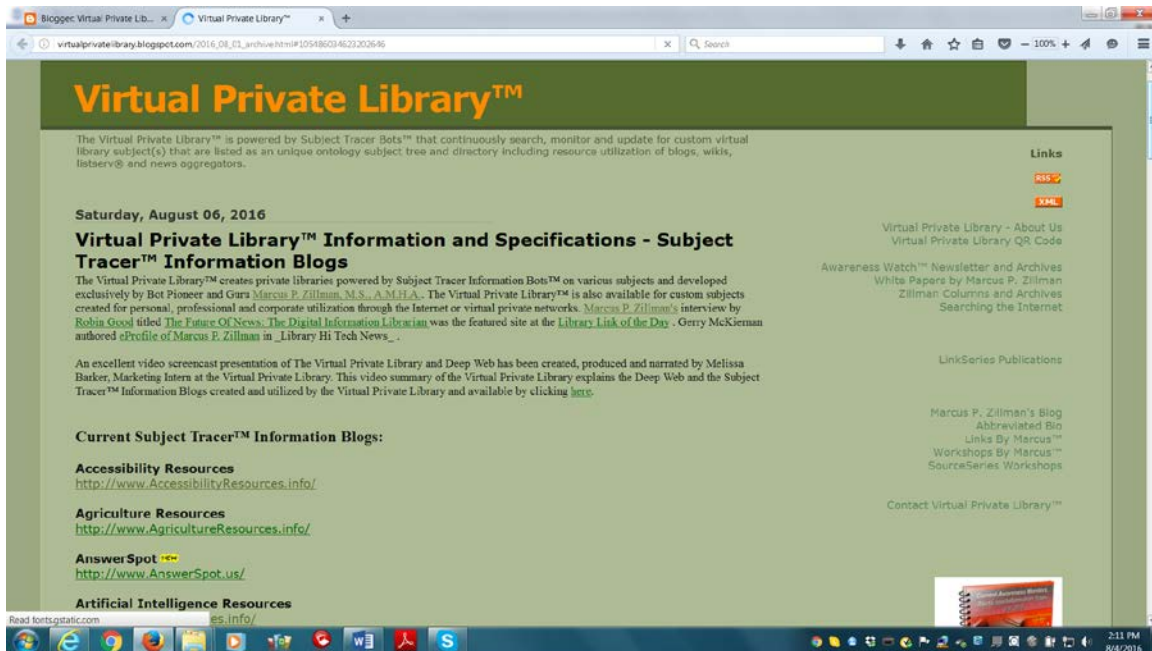 Blogger: Virtual Private Lib...
Virtual Private Library™
virtualprivatelibrary.blogspot.com/2016_08_01_archive.html#105486034623202646
Search
100%
Virtual Private Library™
The Virtual Private Library™ is powered by Subject Tracer Bots™ that continuously search, monitor and update for custom virtual
library subject(s) that are listed as an unique ontology subject tree and directory including resource utilization of blogs, wikis,
listserv® and news aggregators.
Links
RSS
XML
Saturday, August 06, 2016
Virtual Private Library™ Information and Specifications - Subject
Tracer™ Information Blogs
The Virtual Private Library™ creates private libraries powered by Subject Tracer Information Bots™ on various subjects and developed
exclusively by Bot Pioneer and Guru Marcus P. Zillman, M.S., A.M.H.A.. The Virtual Private Library™ is also available for custom subjects
created for personal, professional and corporate utilization through the Internet or virtual private networks. Marcus P. Zillman's interview by
Robin Good titled The Future Of News: The Digital Information Librarian was the featured site at the Library Link of the Day . Gerry McKiernan
authored eProfile of Marcus P. Zillman in _Library Hi Tech News_ .
An excellent video screencast presentation of The Virtual Private Library and Deep Web has been created, produced and narrated by Melissa
Barker, Marketing Intern at the Virtual Private Library. This video summary of the Virtual Private Library explains the Deep Web and the Subject
Tracer™ Information Blogs created and utilized by the Virtual Private Library and available by clicking here.
Current Subject Tracer™ Information Blogs:
Accessibility Resources
http://www.AccessibilityResources.info/
Agriculture Resources
http://www.AgricultureResources.info/
AnswerSpot NEW
http://www.AnswerSpot.us/
Artificial Intelligence Resources
es.info/
Virtual Private Library - About Us
Virtual Private Library QR Code
Awareness Watch™ Newsletter and Archives
White Papers by Marcus P. Zillman
Zillman Columns and Archives
Searching the Internet
LinkSeries Publications
Marcus P. Zillman's Blog
Abbreviated Bio
Links By Marcus™
Workshops By Marcus™
SourceSeries Workshops
Contact Virtual Private Library™
Read fonts.gstatic.com
2:11 PM
8/4/2016